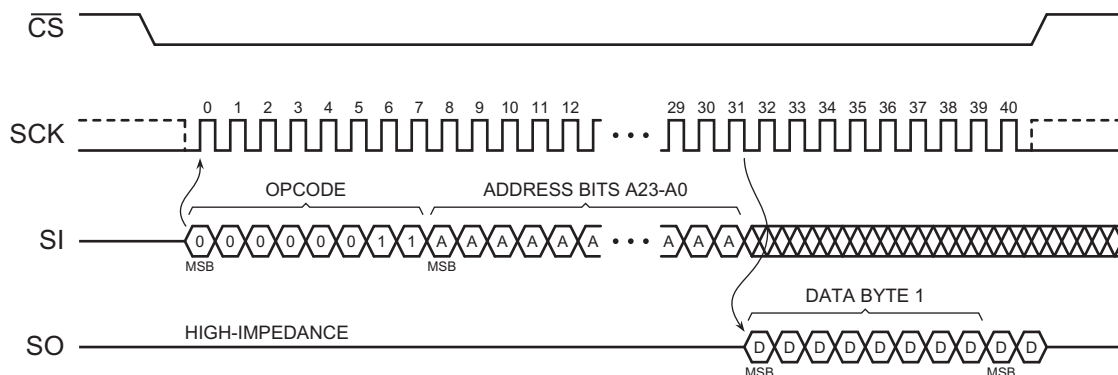 CS
0 1 2 3 4 5 6 7 8 9 10 11 12 29 30 31 32 33 34 35 36 37 38 39 40
SCK
OPCODE ADDRESS BITS A23-A0
SI 0 0 0 0 0 0 1 1 A A A A A A A A A
MSB MSB
DATA BYTE 1
HIGH-IMPEDANCE
SO D D D D D D D D D D
MSB MSB